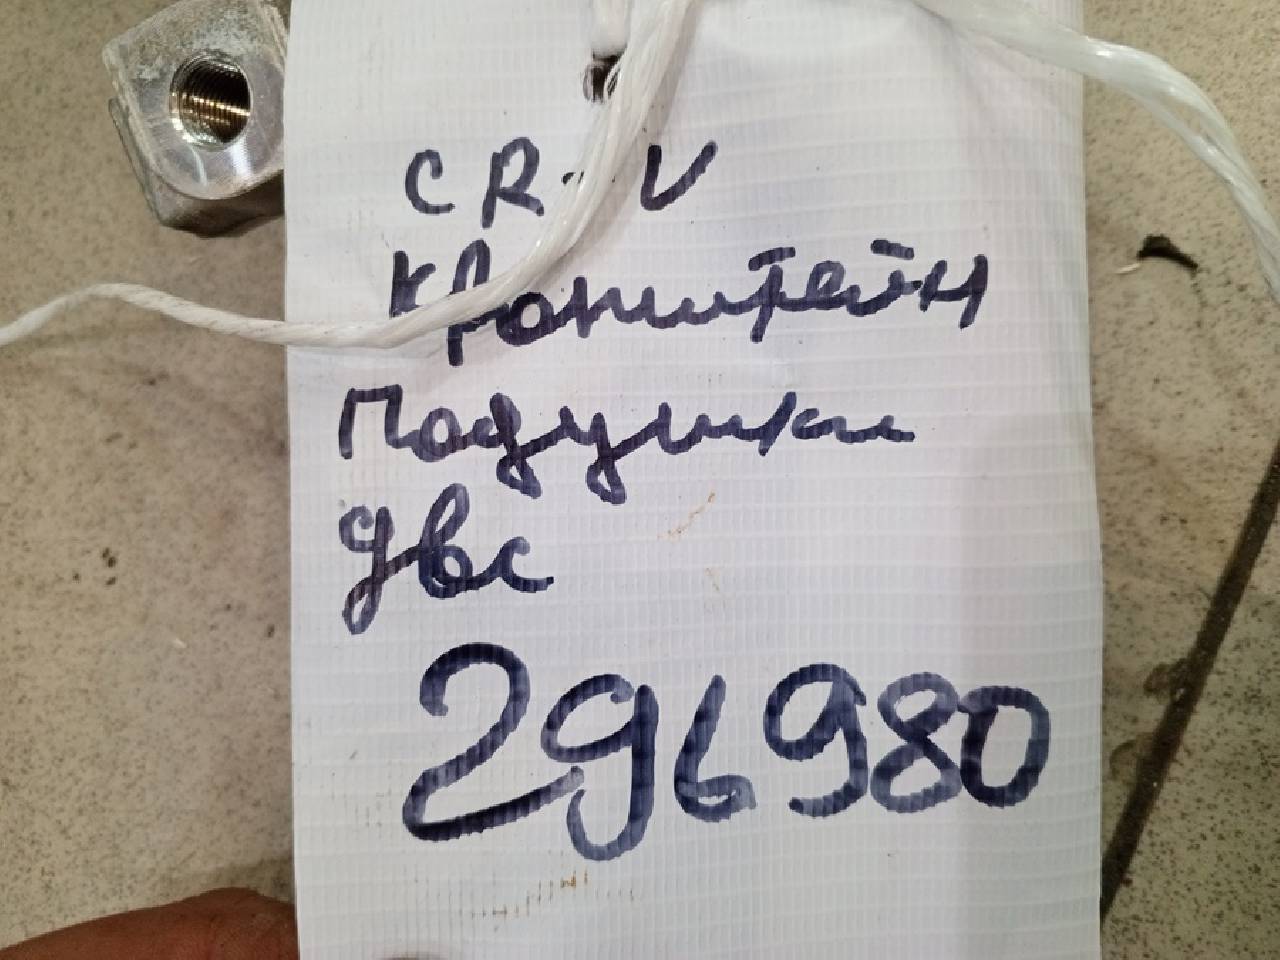 CR-V
Кронштейн
Подушки
двс
296980